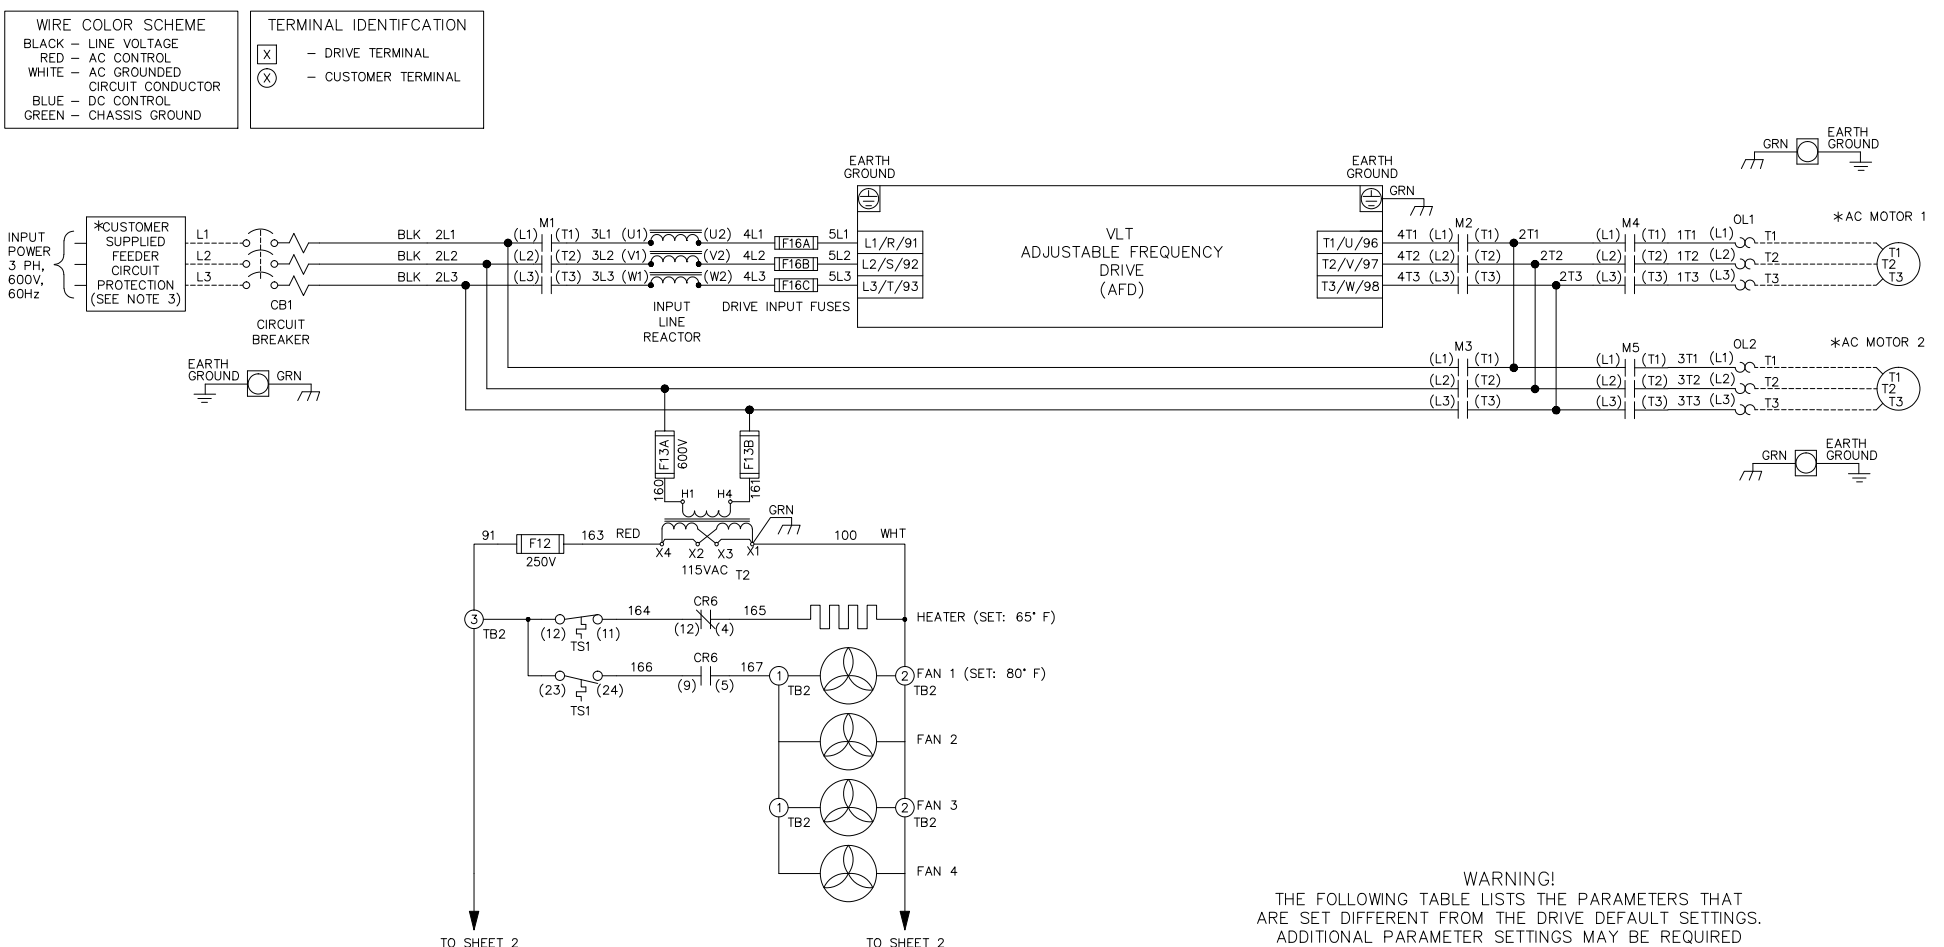 WIRE COLOR SCHEME
BLACK – LINE VOLTAGE
RED – AC CONTROL
WHITE – AC GROUNDED
CIRCUIT CONDUCTOR
BLUE – DC CONTROL
GREEN – CHASSIS GROUND
TERMINAL IDENTIFCATION
X – DRIVE TERMINAL
X – CUSTOMER TERMINAL
INPUT
POWER
3 PH,
600V,
60Hz
*CUSTOMER
SUPPLIED
FEEDER
CIRCUIT
PROTECTION
(SEE NOTE 3)
L1
L2
L3
CB1
CIRCUIT
BREAKER
EARTH
GROUND
GRN
M1
BLK 2L1 (L1) (T1) 3L1 (U1) (U2) 4L1 F16A 5L1
BLK 2L2 (L2) (T2) 3L2 (V1) (V2) 4L2 F16B 5L2
BLK 2L3 (L3) (T3) 3L3 (W1) (W2) 4L3 F16C 5L3
INPUT
LINE
REACTOR
DRIVE INPUT FUSES
EARTH
GROUND
L1/R/91
L2/S/92
L3/T/93
VLT
ADJUSTABLE FREQUENCY
DRIVE
(AFD)
EARTH
GROUND
GRN
T1/U/96
T2/V/97
T3/W/98
M2
M4
OL1
4T1 (L1) (T1) 2T1 (L1) (T1) 1T1 (L1) T1
4T2 (L2) (T2) 2T2 (L2) (T2) 1T2 (L2) T2
4T3 (L3) (T3) 2T3 (L3) (T3) 1T3 (L3) T3
GRN
EARTH
GROUND
*AC MOTOR 1
T1
T2
T3
M3
M5
OL2
(L1) (T1) (L1) (T1) 3T1 (L1) T1
(L2) (T2) (L2) (T2) 3T2 (L2) T2
(L3) (T3) (L3) (T3) 3T3 (L3) T3
*AC MOTOR 2
T1
T2
T3
GRN
EARTH
GROUND
F13A
600V
F13B
160
161
H1 H4
GRN
91 F12 163 RED
250V
X4 X2 X3 X1
115VAC T2
100 WHT
3
TB2
(12) (11)
TS1
164
CR6
(12) (4)
165
HEATER (SET: 65° F)
(23) (24)
TS1
166
CR6
(9) (5)
167
1
TB2
2
TB2
FAN 1 (SET: 80° F)
FAN 2
1
TB2
2
TB2
FAN 3
FAN 4
TO SHEET 2
TO SHEET 2
WARNING!
THE FOLLOWING TABLE LISTS THE PARAMETERS THAT
ARE SET DIFFERENT FROM THE DRIVE DEFAULT SETTINGS.
ADDITIONAL PARAMETER SETTINGS MAY BE REQUIRED